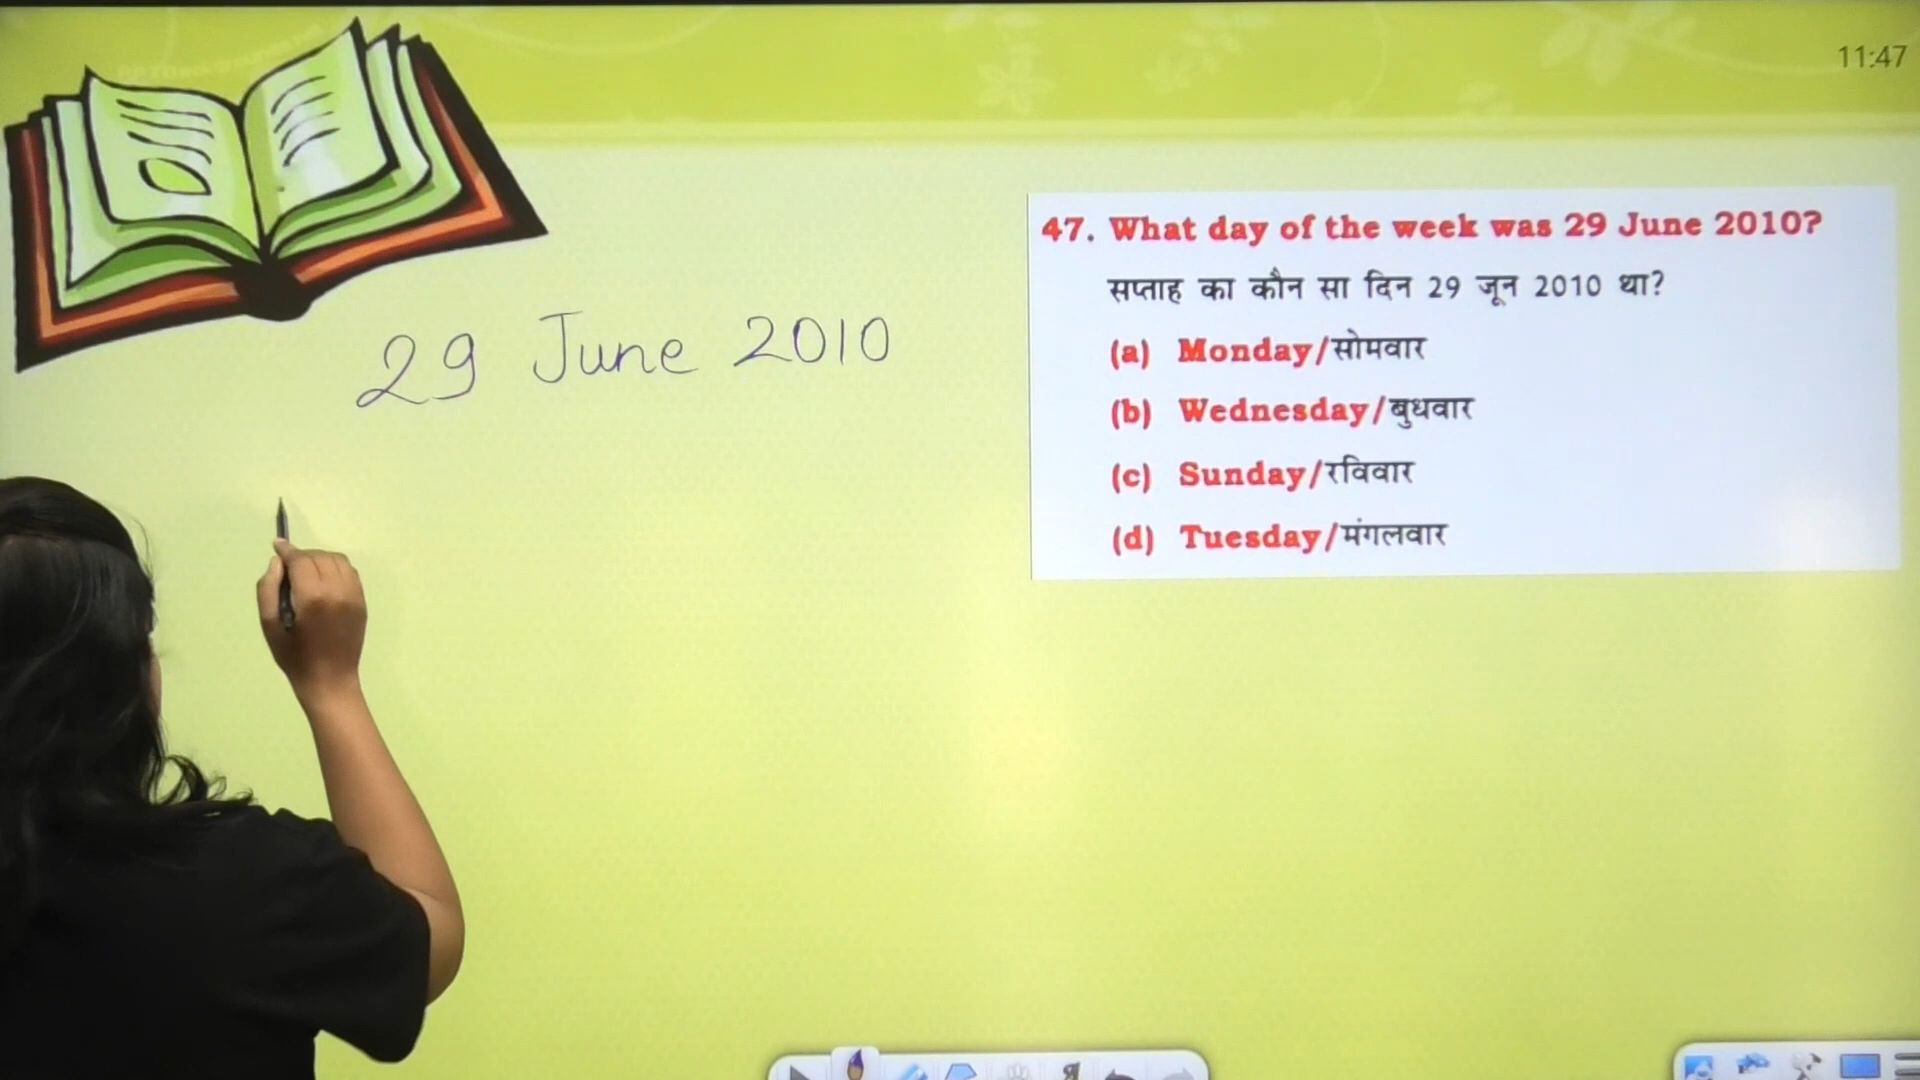 11:47
29 June 2010
47. What day of the week was 29 June 2010?
सप्ताह का कौन सा दिन 29 जून 2010 था?
(a) Monday/सोमवार
(b) Wednesday/बुधवार
(c) Sunday/रविवार
(d) Tuesday/मंगलवार